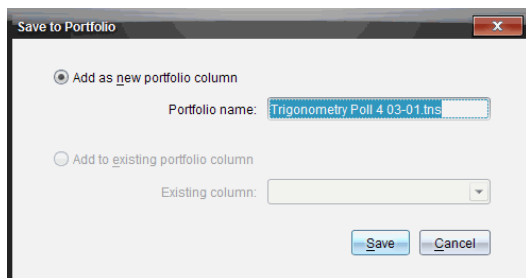 Save to Portfolio
Add as new portfolio column
Portfolio name: Trigonometry Poll 4 03-01.tns
Add to existing portfolio column
Existing column:
Save Cancel